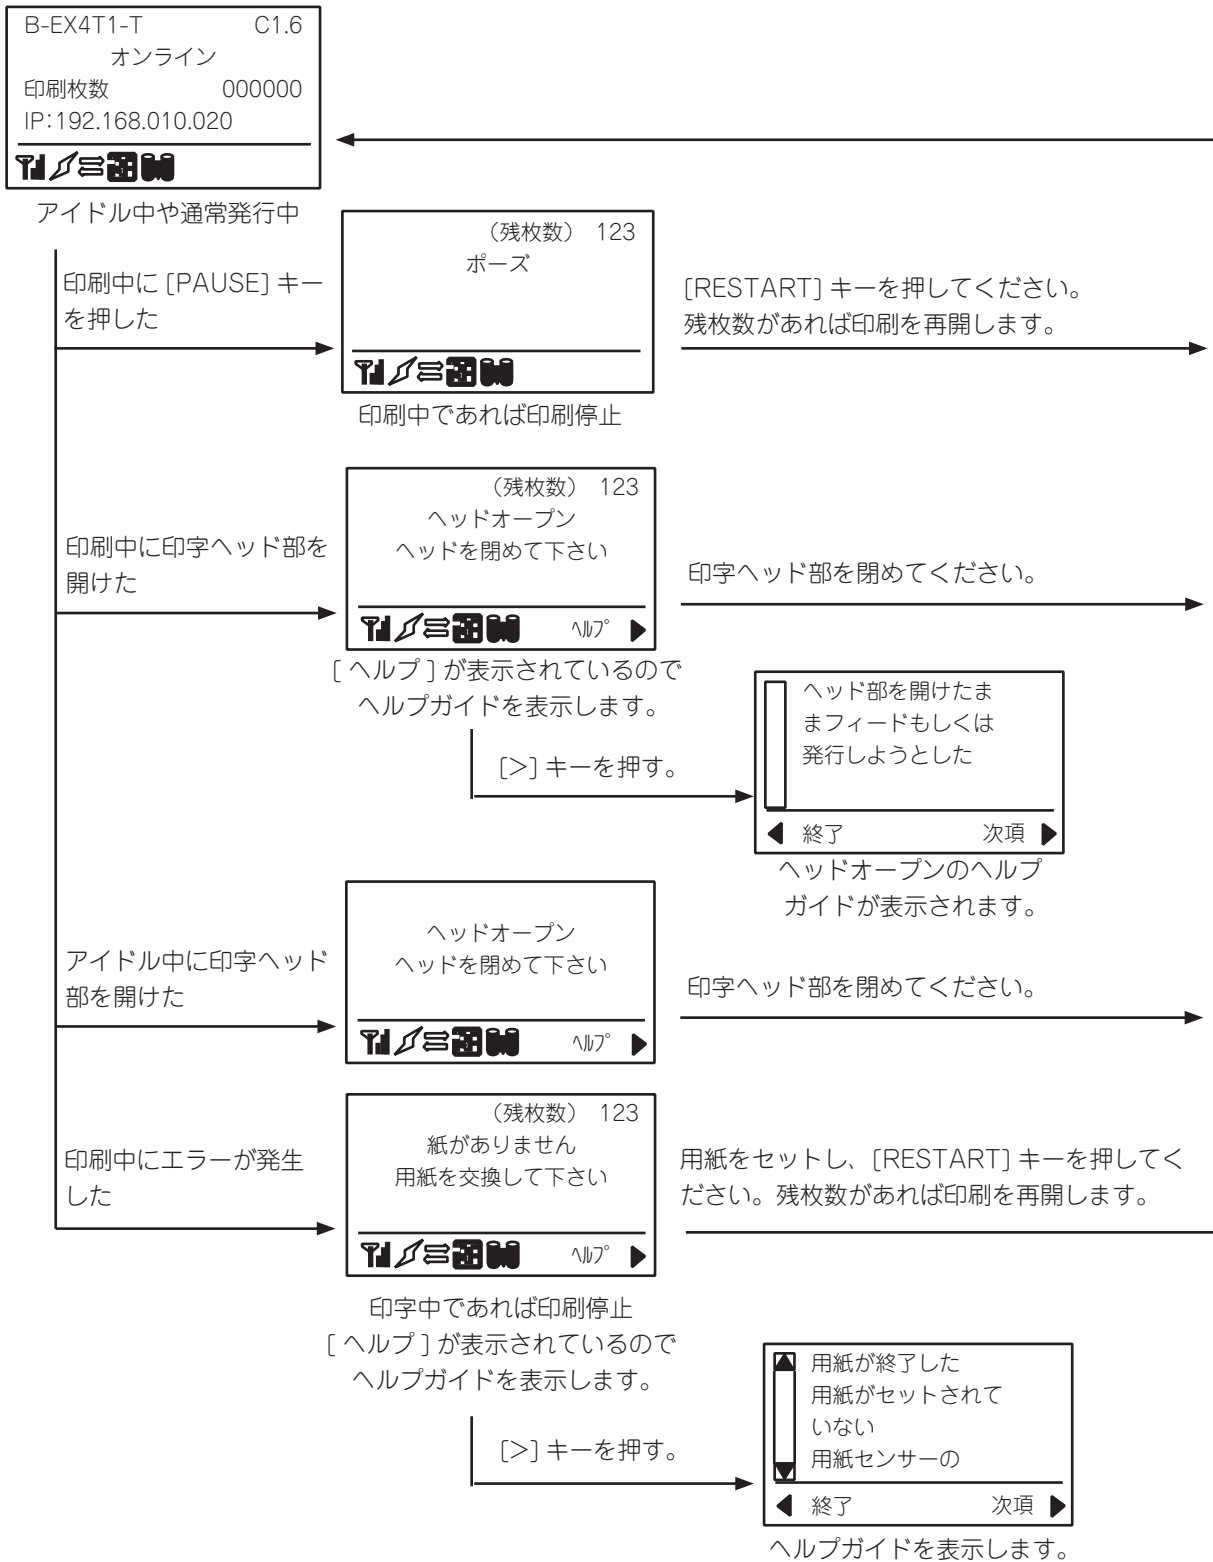 B-EX4T1-T C1.6
オンライン
印刷枚数 000000
IP:192.168.010.020
アイドル中や通常発行中
印刷中に [PAUSE] キー
を押した
(残枚数) 123
ポーズ
印刷中であれば印刷停止
[RESTART] キーを押してください。
残枚数があれば印刷を再開します。
印刷中に印字ヘッド部を
開けた
(残枚数) 123
ヘッドオープン
ヘッドを閉めて下さい
ﾍﾙﾌﾟ
[ ヘルプ ] が表示されているので
ヘルプガイドを表示します。
印字ヘッド部を閉めてください。
[>] キーを押す。
ヘッド部を開けたま
まフィードもしくは
発行しようとした
終了 次項
ヘッドオープンのヘルプ
ガイドが表示されます。
アイドル中に印字ヘッド
部を開けた
ヘッドオープン
ヘッドを閉めて下さい
ﾍﾙﾌﾟ
印字ヘッド部を閉めてください。
印刷中にエラーが発生
した
(残枚数) 123
紙がありません
用紙を交換して下さい
ﾍﾙﾌﾟ
印字中であれば印刷停止
[ ヘルプ ] が表示されているので
ヘルプガイドを表示します。
用紙をセットし、[RESTART] キーを押してく
ださい。残枚数があれば印刷を再開します。
[>] キーを押す。
用紙が終了した
用紙がセットされて
いない
用紙センサーの
終了 次項
ヘルプガイドを表示します。